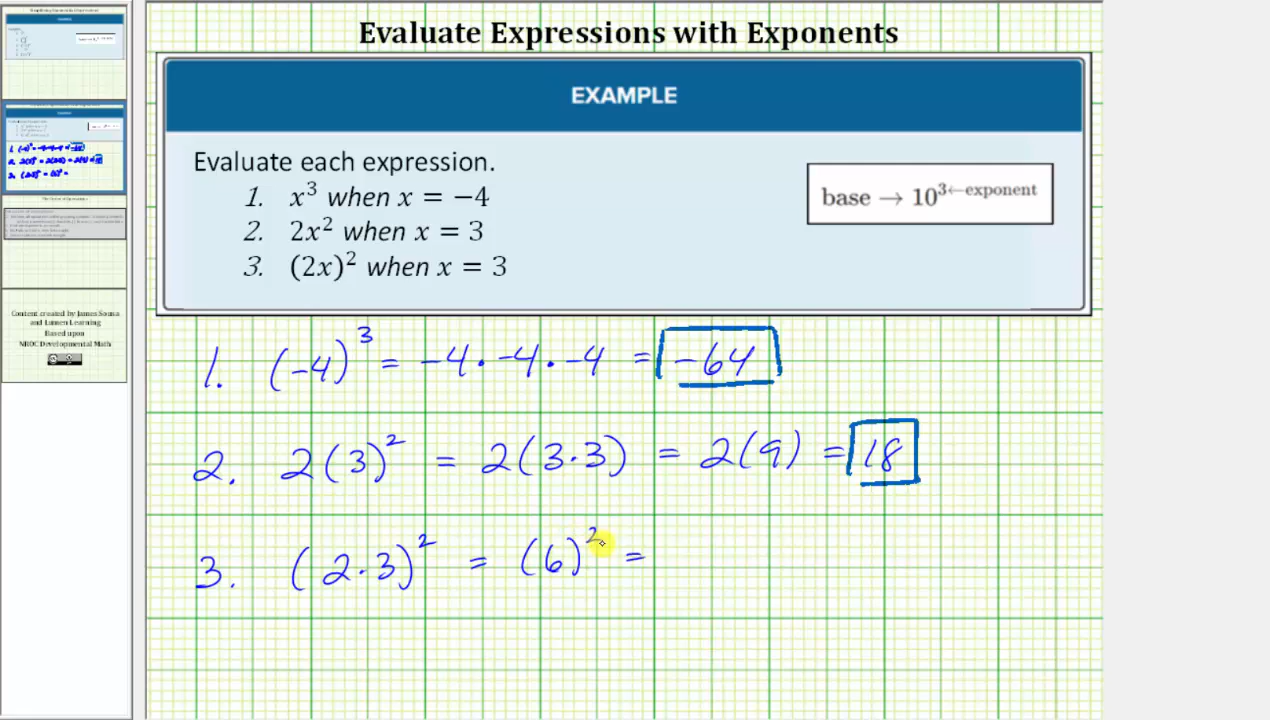 Evaluate Expressions with Exponents
EXAMPLE
Evaluate each expression.
1. x³ when x = −4
2. 2x² when x = 3
3. (2x)² when x = 3
base → 10³←exponent
1. (-4)³ = -4 · -4 · -4 = -64
2. 2(3)² = 2(3·3) = 2(9) = 18
3. (2·3)² = (6)² =
Content created by James Sousa
and Lumen Learning
Based upon
NROC Developmental Math